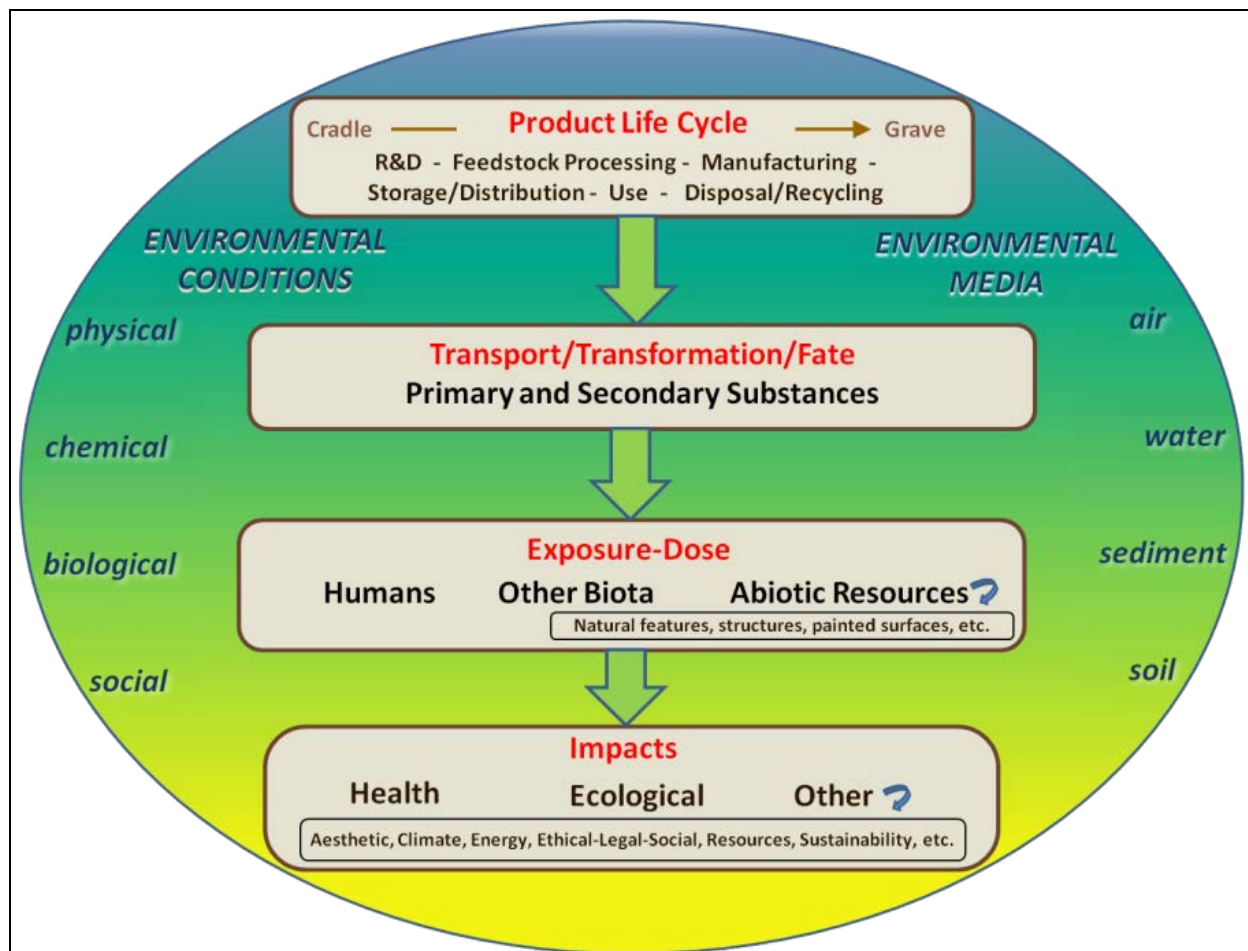 Product Life Cycle
Cradle
Grave
R&D - Feedstock Processing - Manufacturing -
Storage/Distribution - Use - Disposal/Recycling
ENVIRONMENTAL
CONDITIONS
physical
chemical
biological
social
ENVIRONMENTAL
MEDIA
air
water
sediment
soil
Transport/Transformation/Fate
Primary and Secondary Substances
Exposure-Dose
Humans
Other Biota
Abiotic Resources
Natural features, structures, painted surfaces, etc.
Impacts
Health
Ecological
Other
Aesthetic, Climate, Energy, Ethical-Legal-Social, Resources, Sustainability, etc.